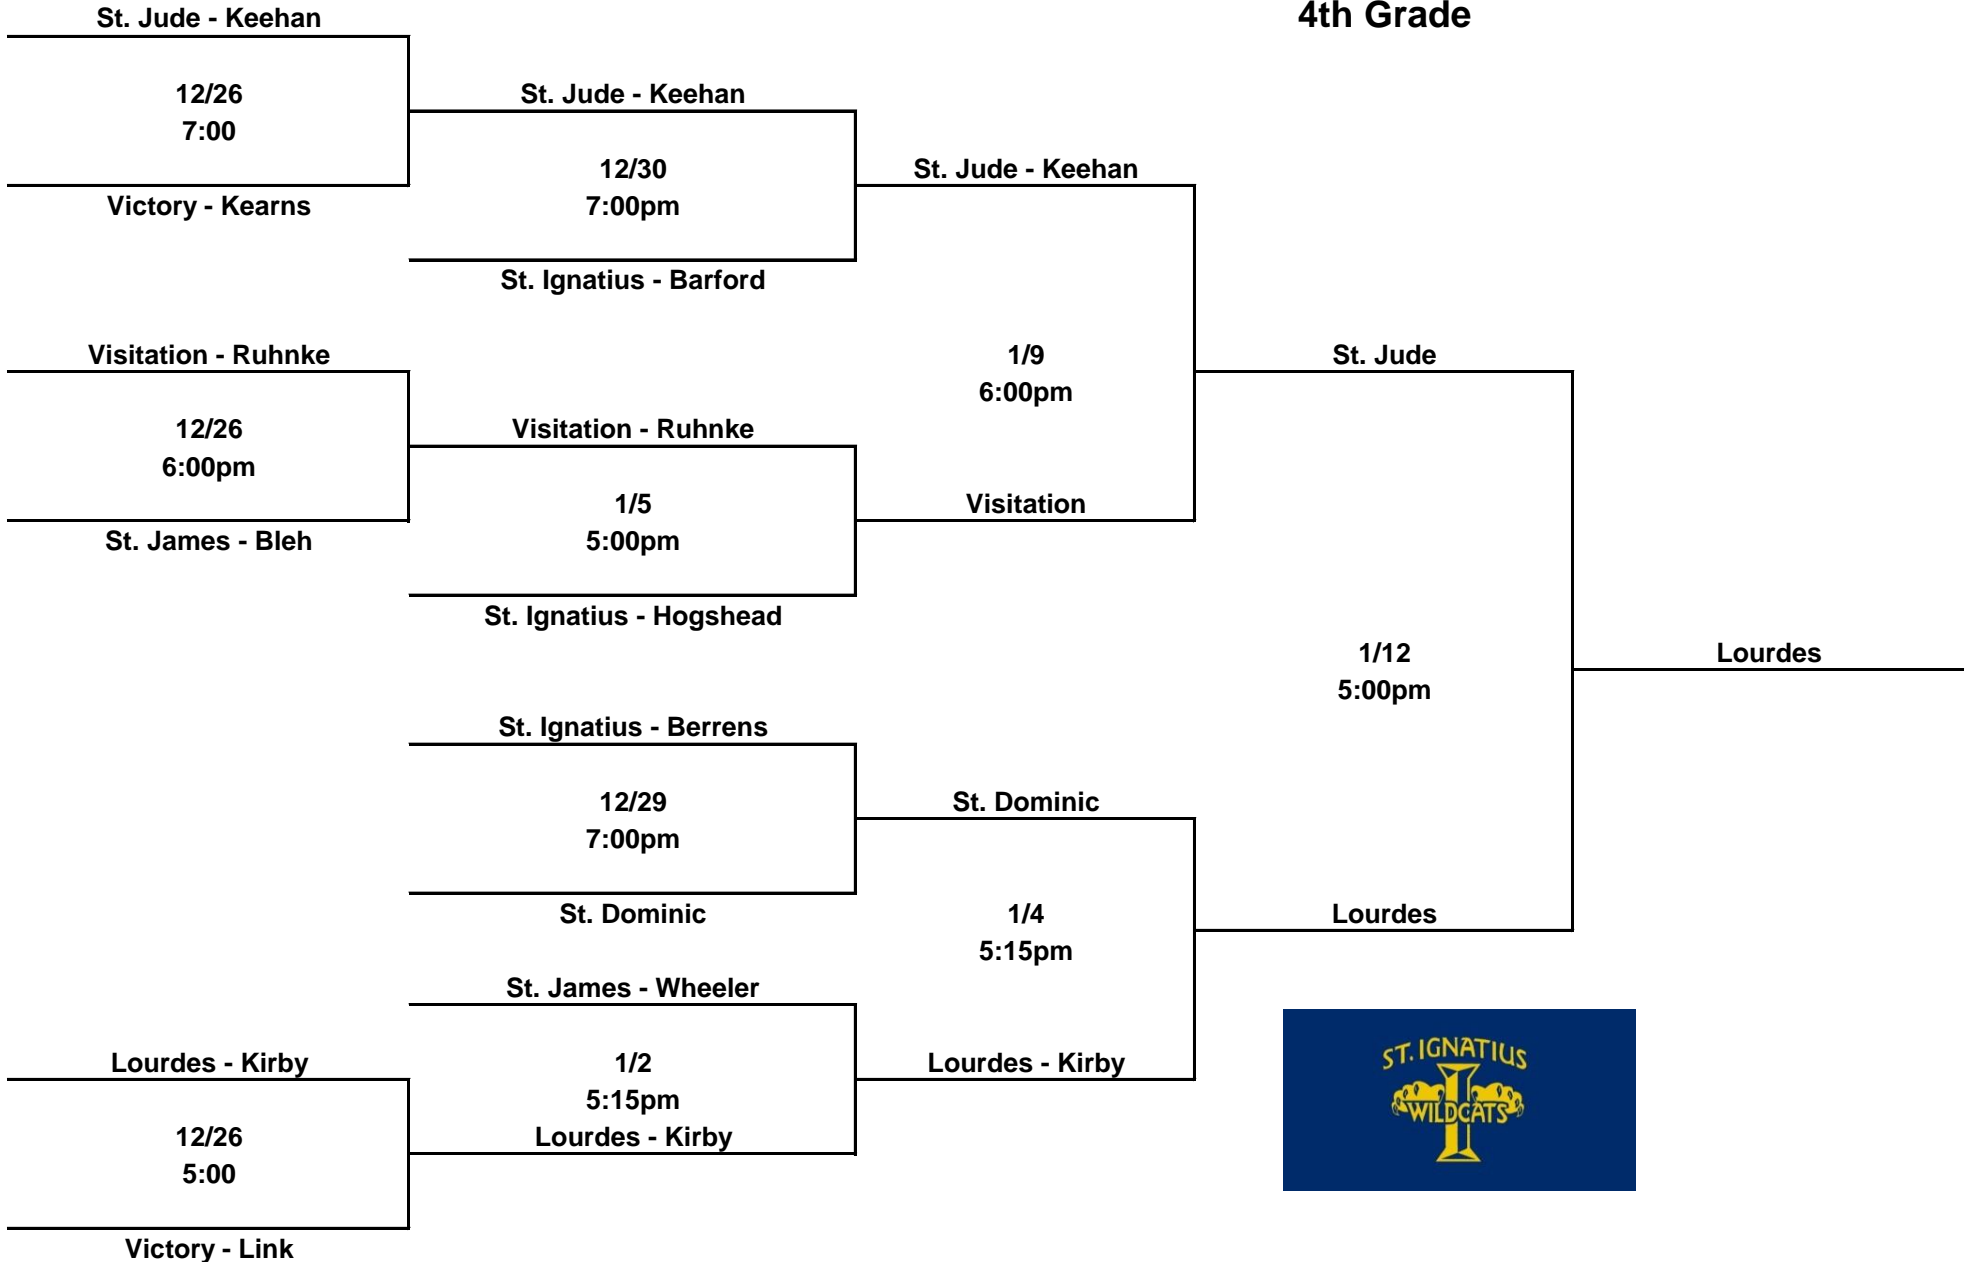 4th Grade
St. Jude - Keehan
12/26
7:00
Victory - Kearns
St. Jude - Keehan
12/30
7:00pm
St. Ignatius - Barford
St. Jude - Keehan
Visitation - Ruhnke
12/26
6:00pm
St. James - Bleh
Visitation - Ruhnke
1/5
5:00pm
St. Ignatius - Hogshead
1/9
6:00pm
Visitation
St. Jude
St. Ignatius - Berrens
12/29
7:00pm
St. Dominic
St. Dominic
1/4
5:15pm
St. James - Wheeler
1/2
5:15pm
Lourdes - Kirby
Lourdes - Kirby
12/26
5:00
Victory - Link
Lourdes - Kirby
Lourdes
1/12
5:00pm
Lourdes
ST. IGNATIUS
WILDCATS